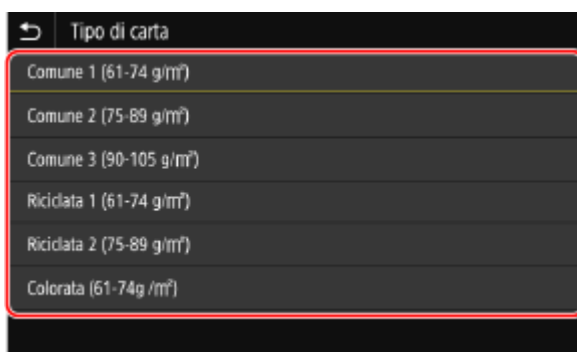 Tipo di carta
Comune 1 (61-74 g/m²)
Comune 2 (75-89 g/m²)
Comune 3 (90-105 g/m²)
Riciclata 1 (61-74 g/m²)
Riciclata 2 (75-89 g/m²)
Colorata (61-74g /m²)